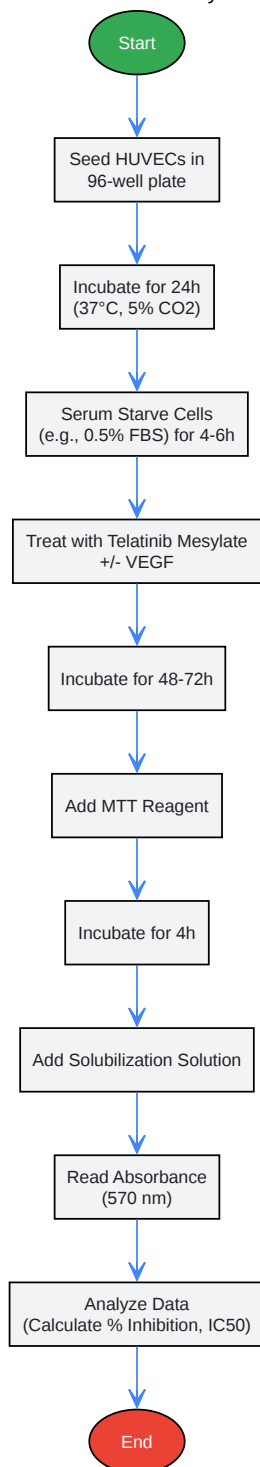 Start
Seed HUVECs in
96-well plate
Incubate for 24h
(37°C, 5% CO2)
Serum Starve Cells
(e.g., 0.5% FBS) for 4-6h
Treat with Telatinib Mesylate
+/- VEGF
Incubate for 48-72h
Add MTT Reagent
Incubate for 4h
Add Solubilization Solution
Read Absorbance
(570 nm)
Analyze Data
(Calculate % Inhibition, IC50)
End